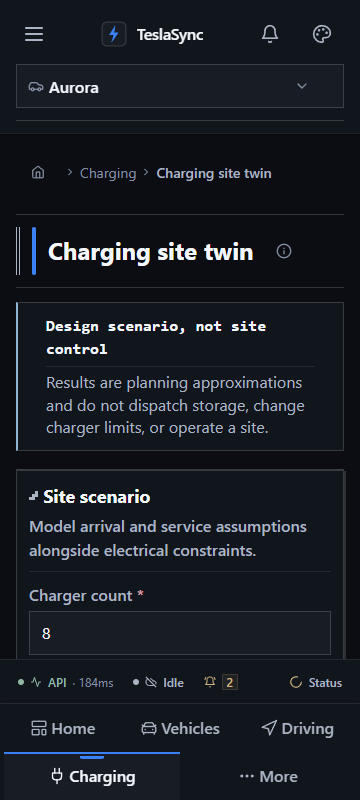 TeslaSync
Aurora
Charging
Charging site twin
Charging site twin
Design scenario, not site
control
Results are planning approximations
and do not dispatch storage, change
charger limits, or operate a site.
Site scenario
Model arrival and service assumptions
alongside electrical constraints.
Charger count *
8
API · 184ms
Idle
2
Status
Home
Vehicles
Driving
Charging
More